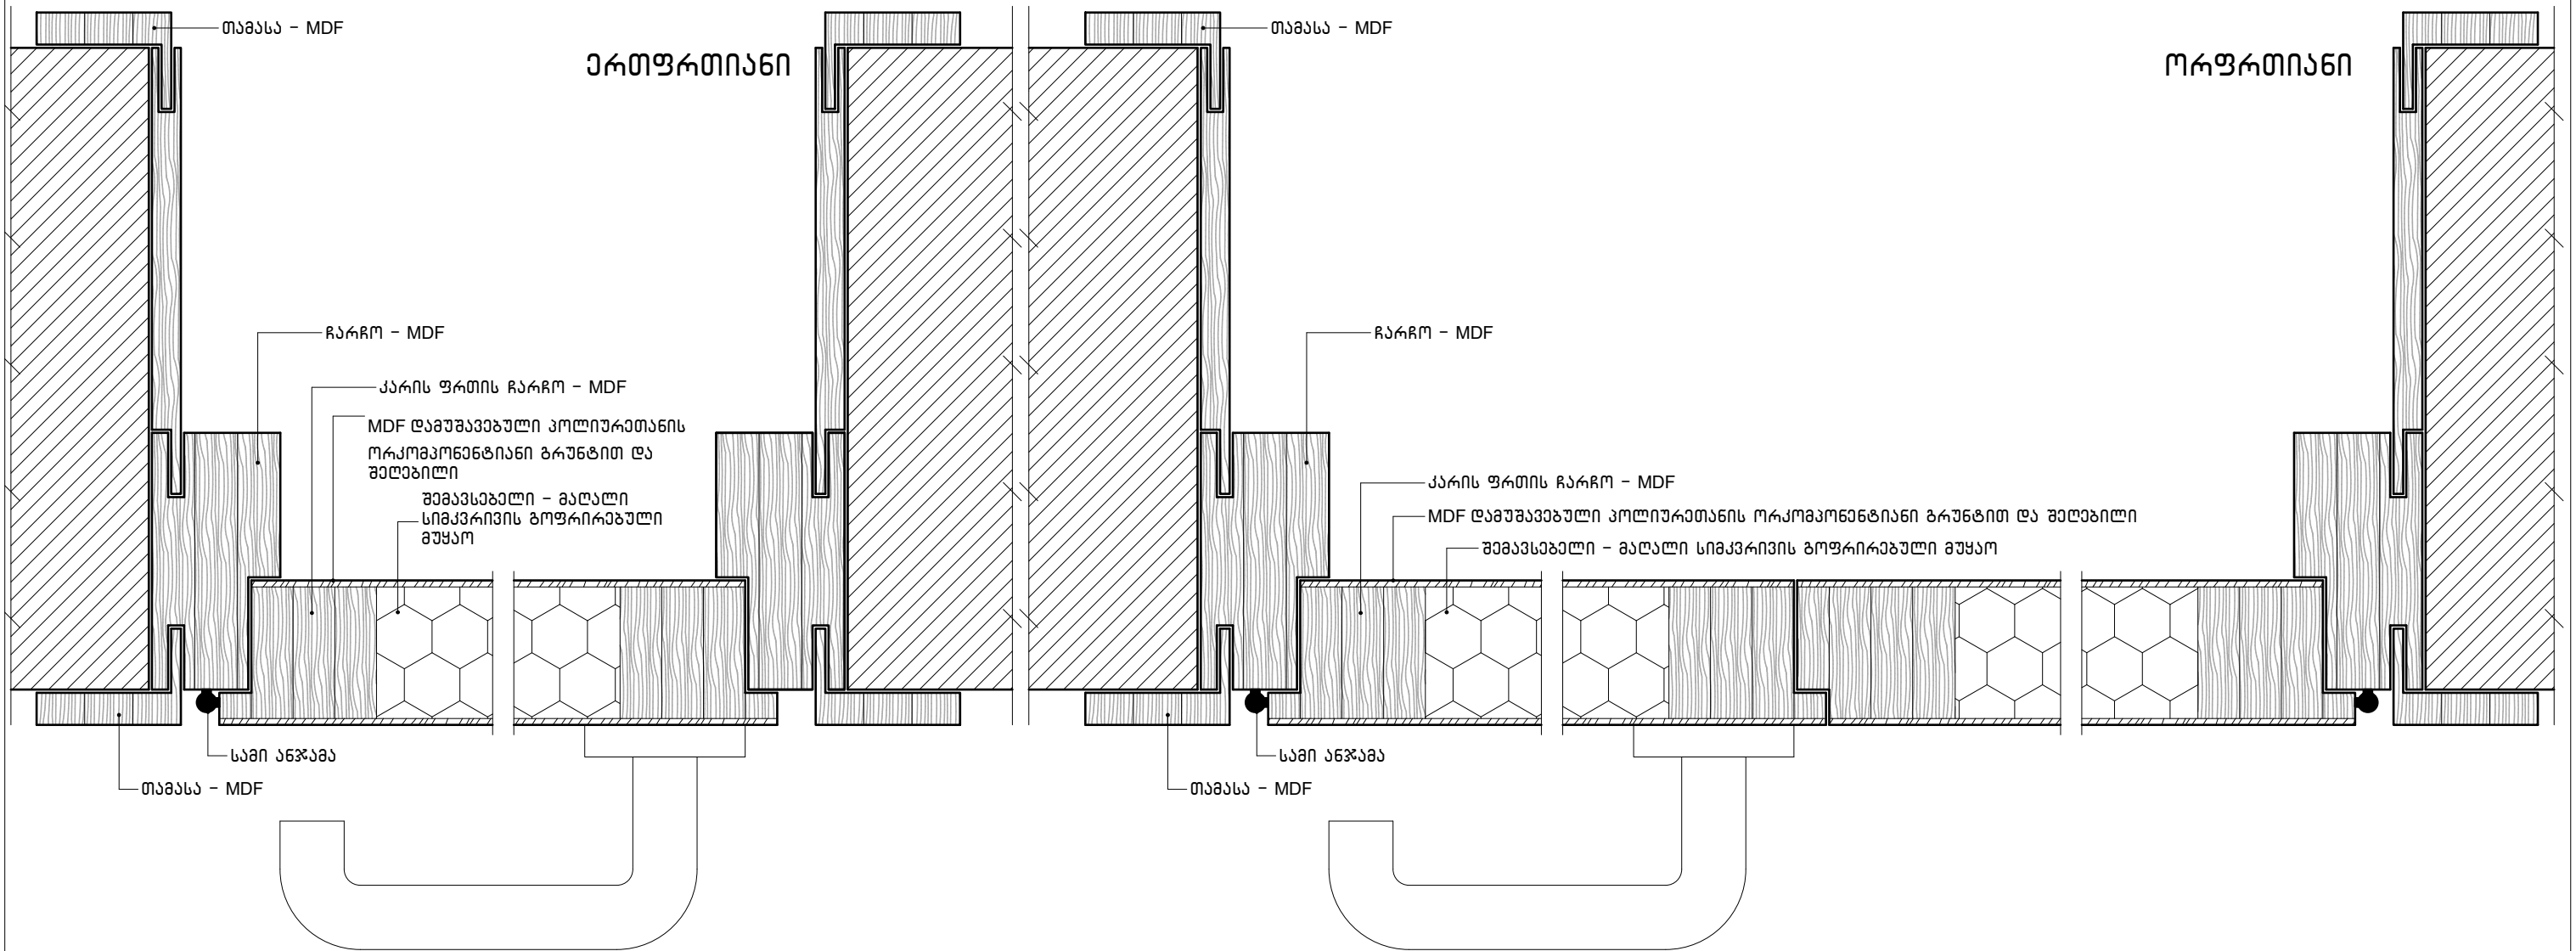 თამასა - MDF
ერთფრთიანი
ჩარჩო - MDF
კარის ფრთის ჩარჩო - MDF
MDF დამუშავებული პოლიურეთანის
ორკომპონენტიანი გრუნტით და
შეღებილი
შემავსებელი - მაღალი
სიმკვრივის გოფრირებული
მუყაო
სამი ანჯამა
თამასა - MDF
თამასა - MDF
ორფრთიანი
ჩარჩო - MDF
კარის ფრთის ჩარჩო - MDF
MDF დამუშავებული პოლიურეთანის ორკომპონენტიანი გრუნტით და შეღებილი
შემავსებელი - მაღალი სიმკვრივის გოფრირებული მუყაო
სამი ანჯამა
თამასა - MDF